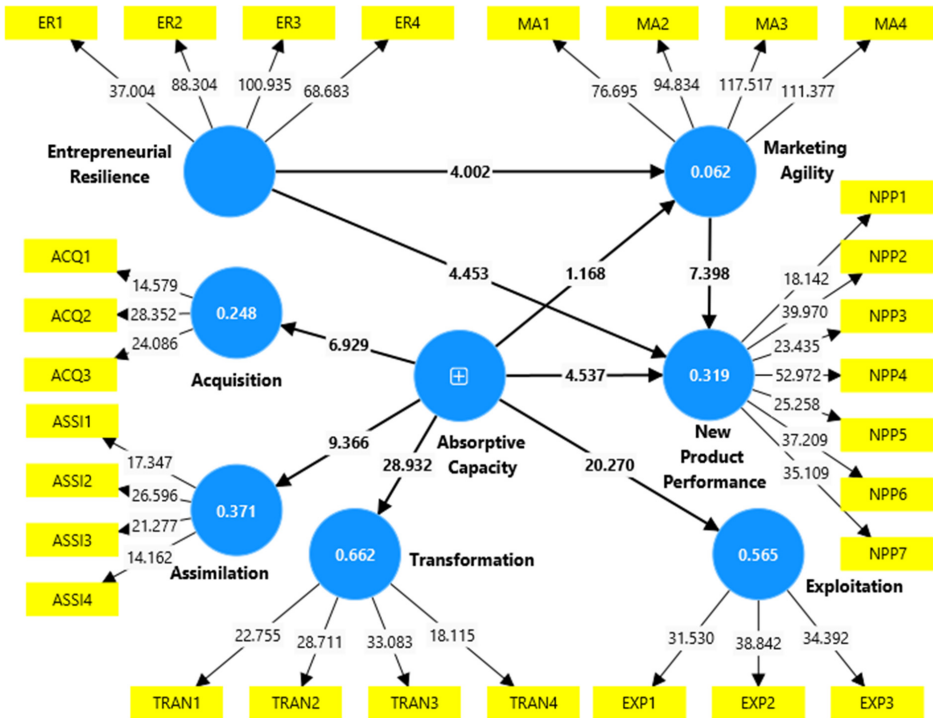 ER1
ER2
ER3
ER4
MA1
MA2
MA3
MA4
37.004
88.304
100.935
68.683
76.695
94.834
117.517
111.377
Entrepreneurial
Resilience
4.002
0.062
Marketing
Agility
NPP1
NPP2
NPP3
NPP4
NPP5
NPP6
NPP7
18.142
39.970
23.435
52.972
25.258
37.209
35.109
4.453
1.168
7.398
ACQ1
ACQ2
ACQ3
14.579
28.352
24.086
0.248
Acquisition
6.929
4.537
0.319
New
Product
Performance
Absorptive
Capacity
9.366
28.932
20.270
ASSI1
ASSI2
ASSI3
ASSI4
17.347
26.596
21.277
14.162
0.371
Assimilation
0.662
Transformation
0.565
Exploitation
22.755
28.711
33.083
18.115
31.530
38.842
34.392
TRAN1
TRAN2
TRAN3
TRAN4
EXP1
EXP2
EXP3